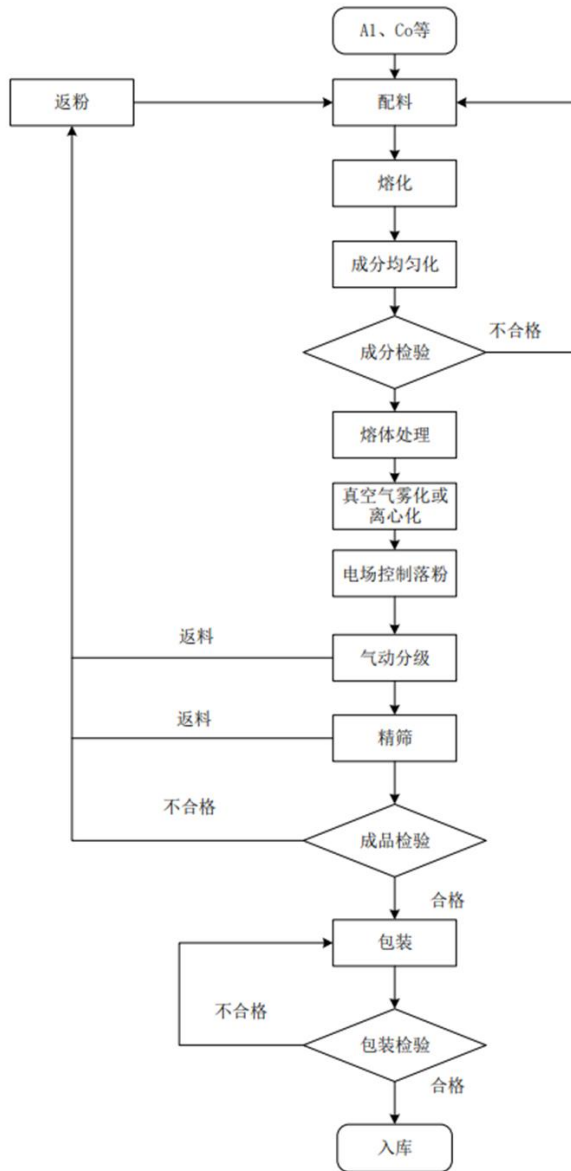 Al、Co等
返粉
配料
熔化
成分均匀化
不合格
成分检验
熔体处理
真空气雾化或
离心化
电场控制落粉
返料
气动分级
返料
精筛
不合格
成品检验
合格
包装
不合格
包装检验
合格
入库